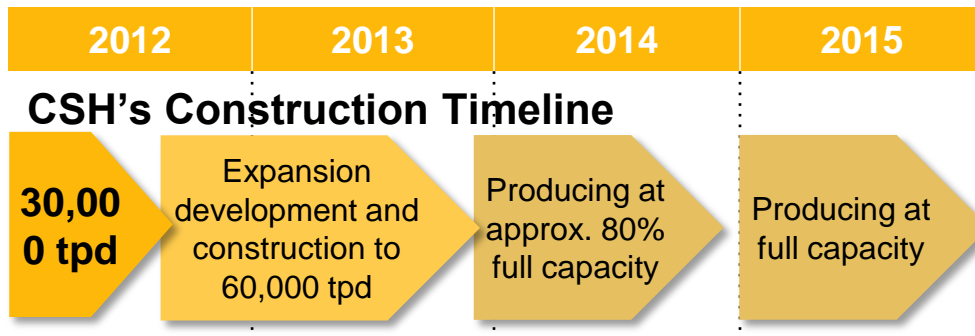 2012 2013 2014 2015
CSH's Construction Timeline
30,00
0 tpd
Expansion
development and
construction to
60,000 tpd
Producing at
approx. 80%
full capacity
Producing at
full capacity